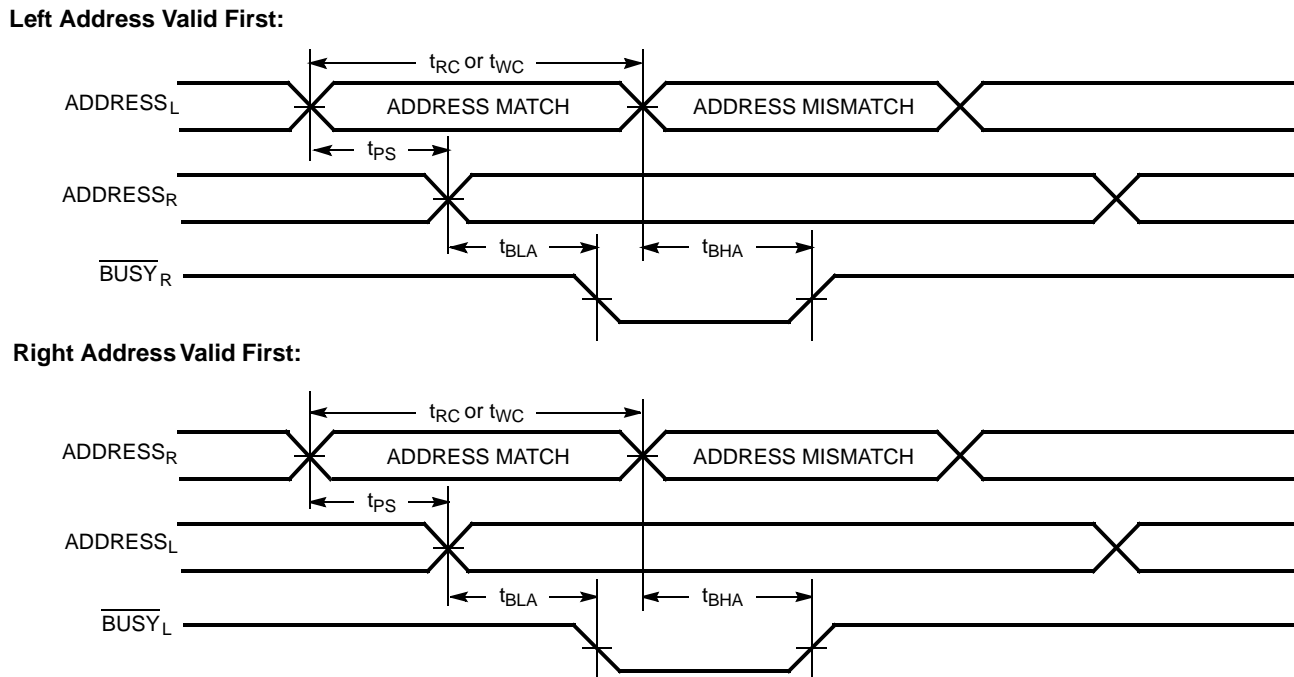 Left Address Valid First:
tRC or tWC
ADDRESSL
ADDRESS MATCH
ADDRESS MISMATCH
tPS
ADDRESSR
tBLA
tBHA
BUSYR
Right Address Valid First:
tRC or tWC
ADDRESSR
ADDRESS MATCH
ADDRESS MISMATCH
tPS
ADDRESSL
tBLA
tBHA
BUSYL